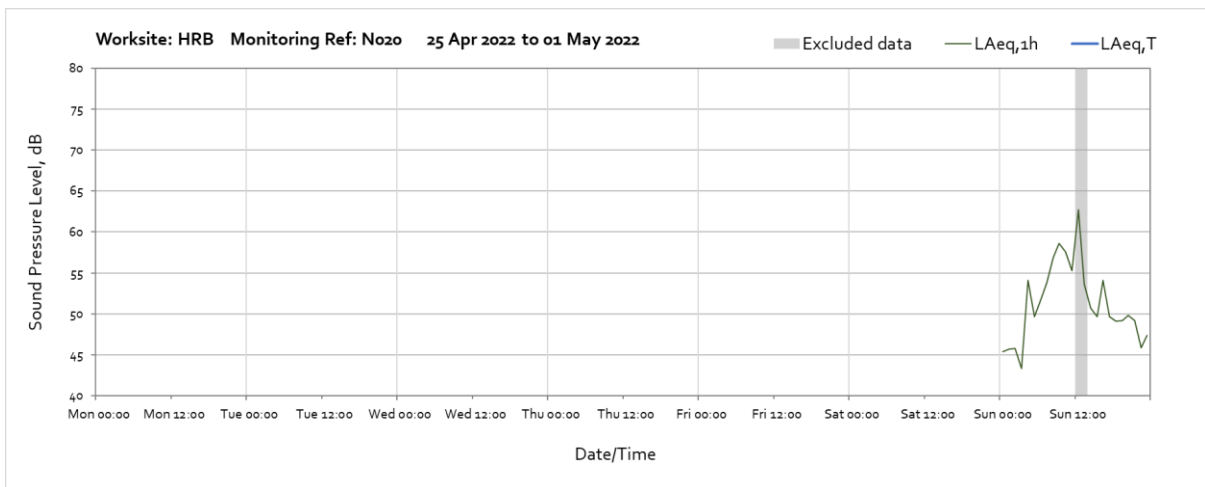 Worksite: HRB Monitoring Ref: N020 25 Apr 2022 to 01 May 2022
Excluded data LAeq,1h LAeq,T
80
75
70
65
60
55
50
45
40
Sound Pressure Level, dB
Mon 00:00 Mon 12:00 Tue 00:00 Tue 12:00 Wed 00:00 Wed 12:00 Thu 00:00 Thu 12:00 Fri 00:00 Fri 12:00 Sat 00:00 Sat 12:00 Sun 00:00 Sun 12:00
Date/Time